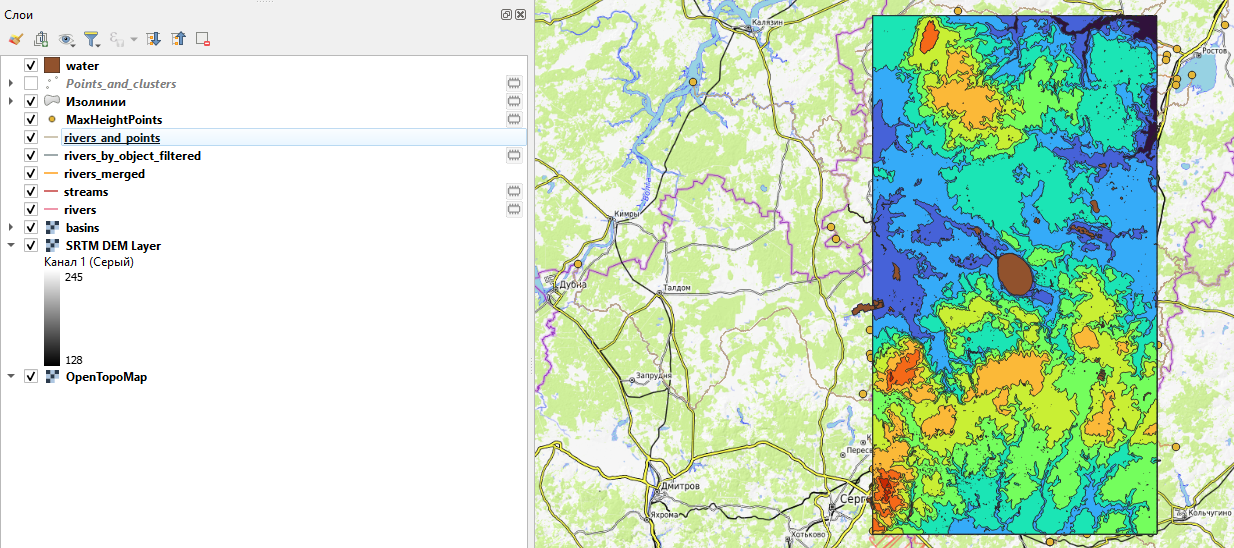 Слои
water
Points_and_clusters
Изолинии
MaxHeightPoints
rivers_and_points
rivers_by_object_filtered
rivers_merged
streams
rivers
basins
SRTM DEM Layer
Канал 1 (Серый)
245
128
OpenTopoMap
Калязин
Ростов
Кимры
Дубна
Талдом
Запрудня
Перес
Дмитров
Серг
Яхрома
Хотьково
Кольчугино